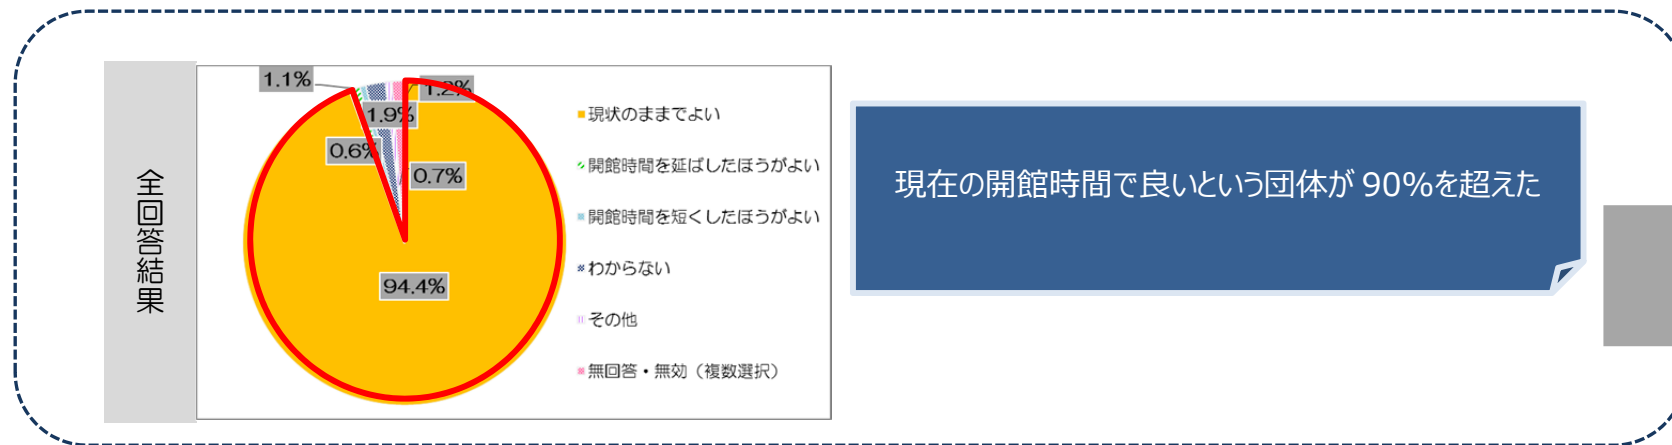 全回答結果
1.1%
1.2%
1.9%
0.6%
0.7%
94.4%
現状のままでよい
開館時間を延ばしたほうがよい
開館時間を短くしたほうがよい
わからない
その他
無回答・無効（複数選択）
現在の開館時間で良いという団体が 90%を超えた